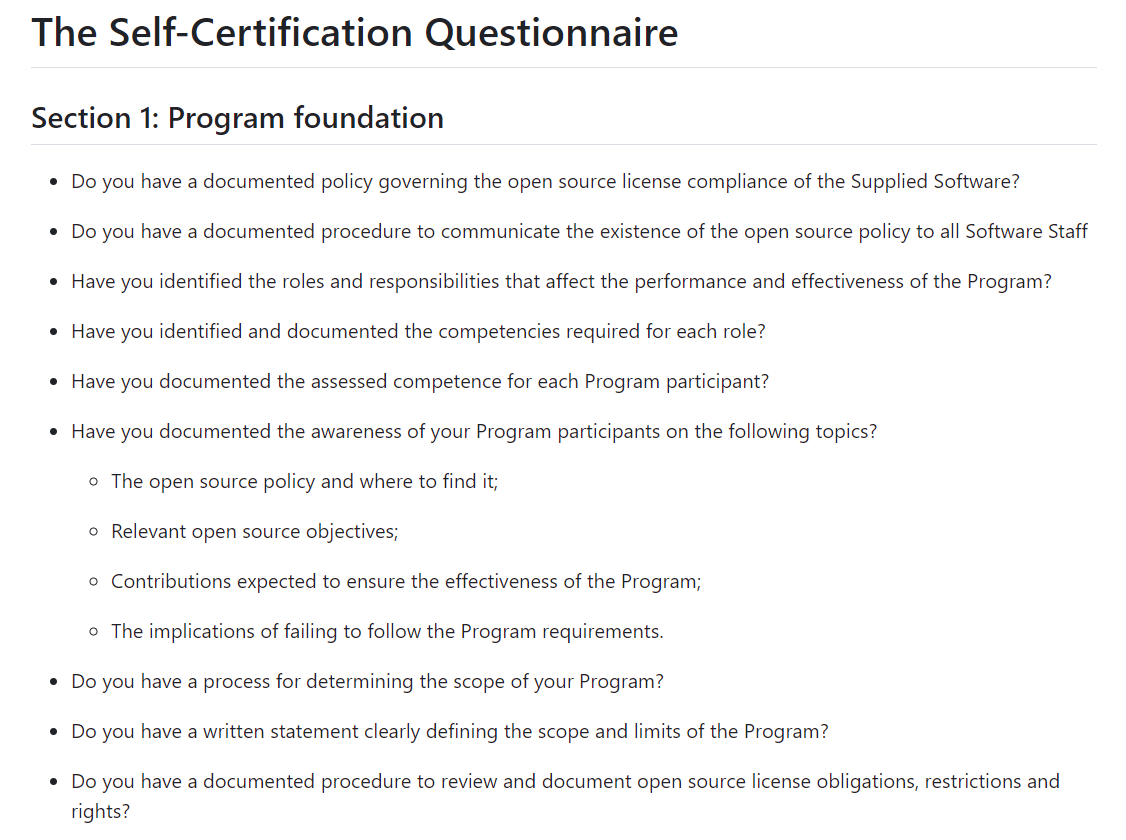 The Self-Certification Questionnaire
Section 1: Program foundation
Do you have a documented policy governing the open source license compliance of the Supplied Software?
Do you have a documented procedure to communicate the existence of the open source policy to all Software Staff
Have you identified the roles and responsibilities that affect the performance and effectiveness of the Program?
Have you identified and documented the competencies required for each role?
Have you documented the assessed competence for each Program participant?
Have you documented the awareness of your Program participants on the following topics?
The open source policy and where to find it;
Relevant open source objectives;
Contributions expected to ensure the effectiveness of the Program;
The implications of failing to follow the Program requirements.
Do you have a process for determining the scope of your Program?
Do you have a written statement clearly defining the scope and limits of the Program?
Do you have a documented procedure to review and document open source license obligations, restrictions and
rights?